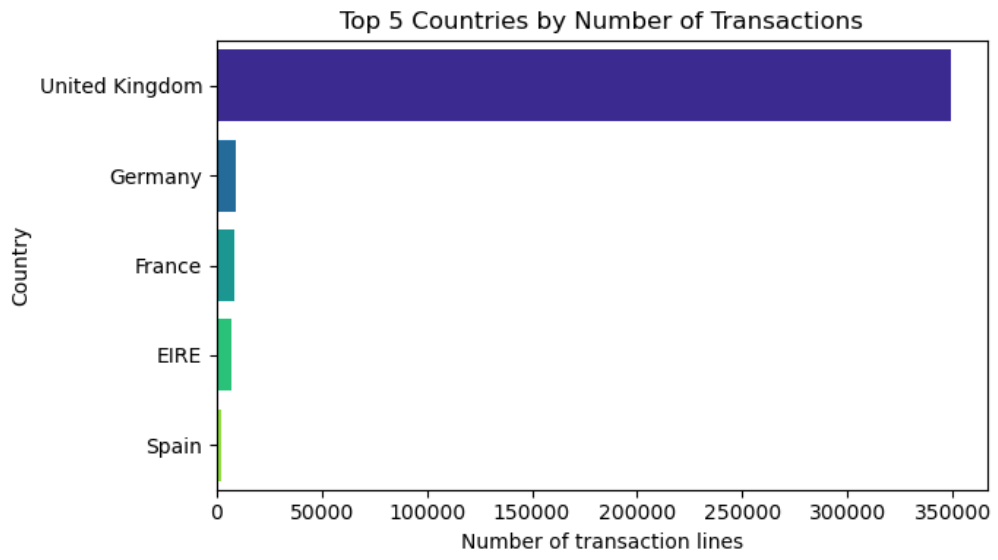 Top 5 Countries by Number of Transactions
United Kingdom
Germany
France
EIRE
Spain
Country
0 50000 100000 150000 200000 250000 300000 350000
Number of transaction lines